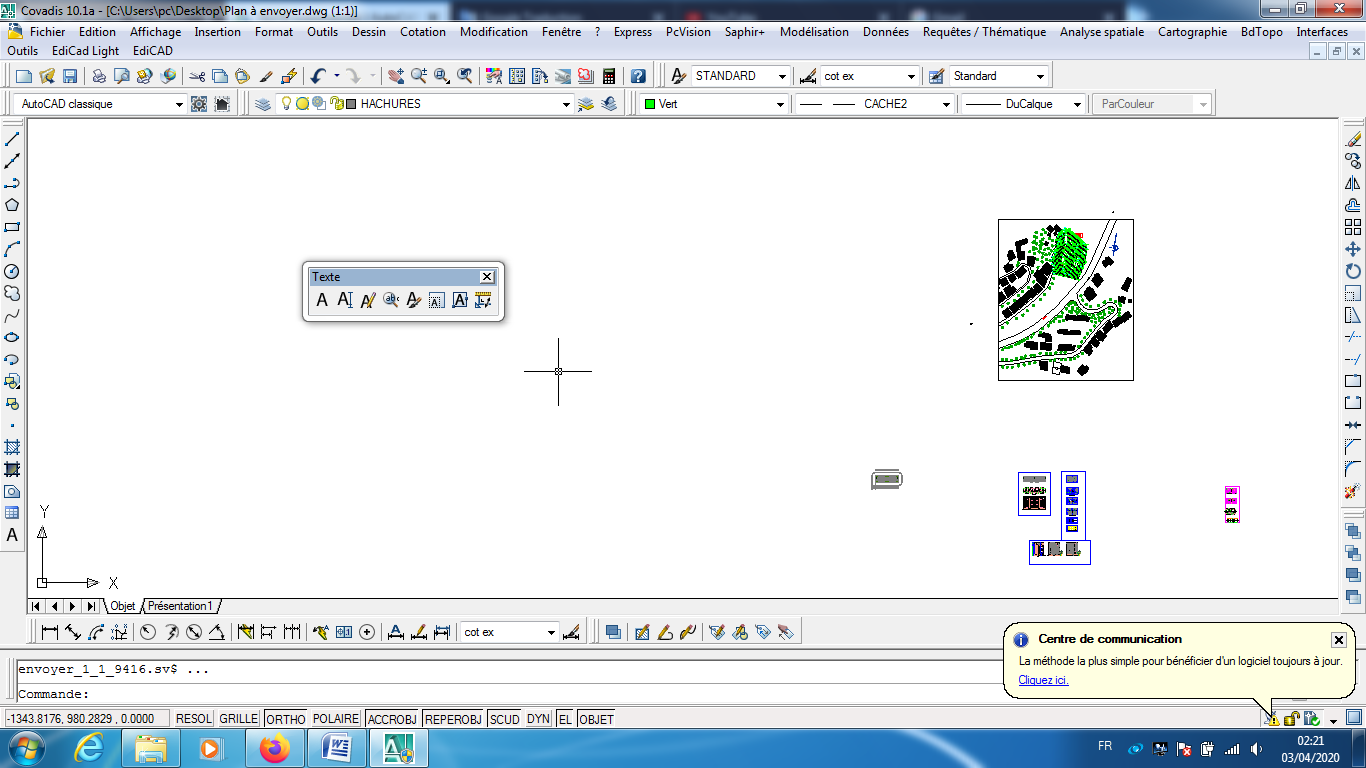 Covadis 10.1a - [C:\Users\pc\Desktop\Plan à envoyer.dwg (1:1)]
Fichier Edition Affichage Insertion Format Outils Dessin Cotation Modification Fenêtre ? Express PcVision Saphir+ Modélisation Données Requêtes / Thématique Analyse spatiale Cartographie BdTopo Interfaces
Outils EdiCad Light EdiCAD
STANDARD cot ex Standard
AutoCAD classique HACHURES Vert CACHE2 DuCalque ParCouleur
Texte
Y
X
A
Objet Présentation1
cot ex
Centre de communication
La méthode la plus simple pour bénéficier d'un logiciel toujours à jour.
Cliquez ici.
envoyer_1_1_9416.sv$ ...
Commande:
-1343.8176, 980.2829 , 0.0000 RESOL GRILLE ORTHO POLAIRE ACCROBJ REPEROBJ SCUD DYN EL OBJET
FR
02:21
03/04/2020